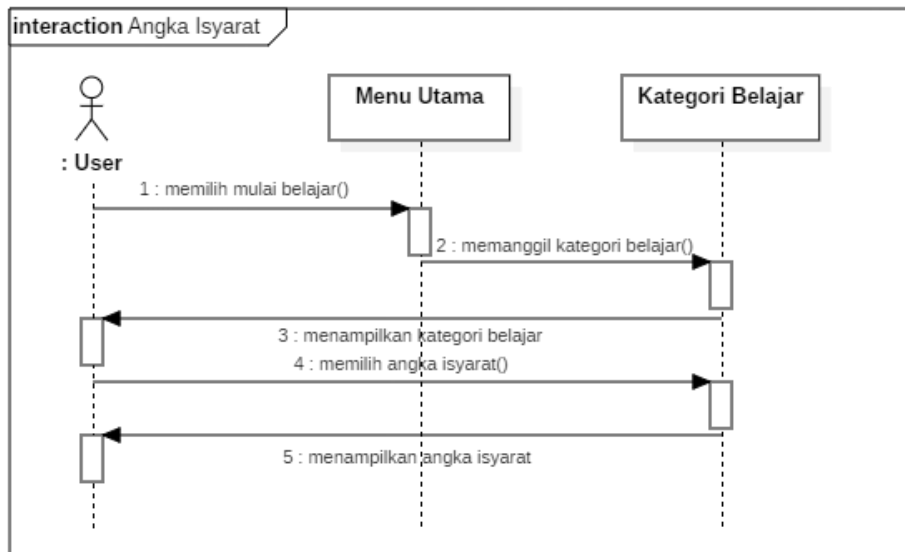 interaction Angka Isyarat
Menu Utama
Kategori Belajar
: User
1 : memilih mulai belajar()
2 : memanggil kategori belajar()
3 : menampilkan kategori belajar
4 : memilih angka isyarat()
5 : menampilkan angka isyarat